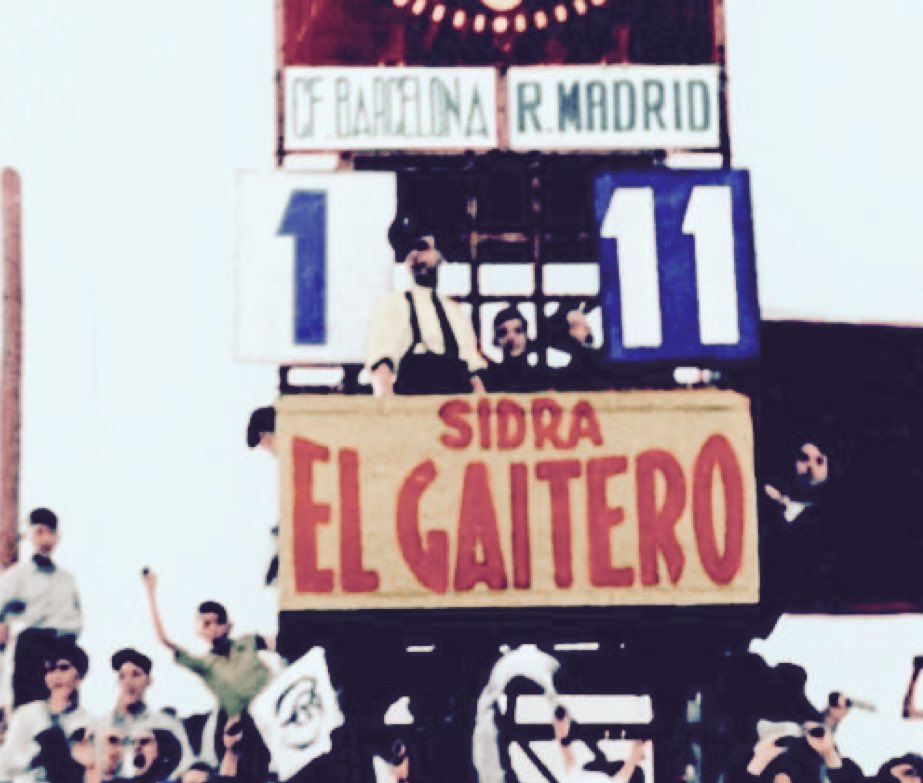 CF. BARCELONA R. MADRID
1 11
SIDRA
EL GAITERO